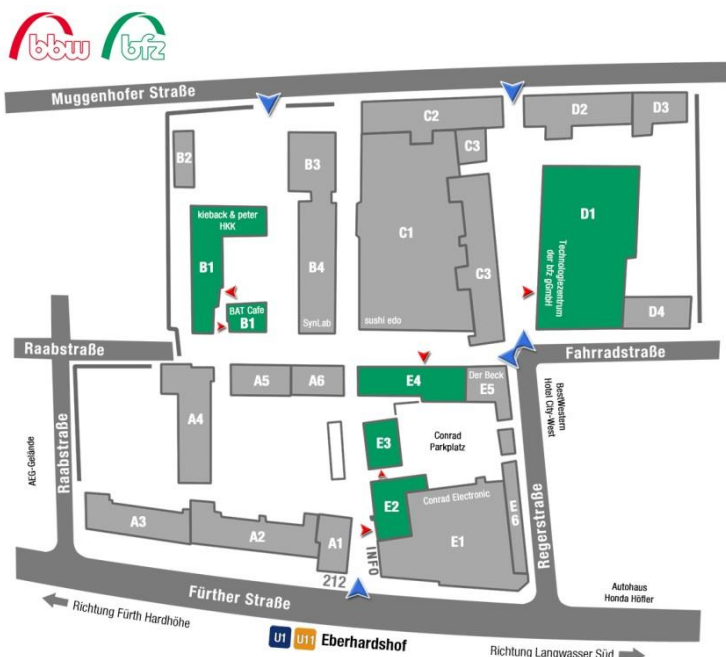 bbw bfz
Muggenhofer Straße
B2
B3
C2
C3
D2
D3
kieback & peter
HKK
B1
B4
C1
C3
D1
Technologiezentrum
der bfz gGmbH
BAT Cafe
B1
SynLab
sushi edo
D4
Raabstraße
Fahrradstraße
A4
A5
A6
E4
Der Beck
E5
BestWestern
Hotel City-West
Raabstraße
AEG-Gelände
E3
Conrad
Parkplatz
Regerstraße
E2
Conrad Electronic
E1
E
6
A3
A2
A1
212
INFO
Fürther Straße
Autohaus
Honda Höfler
Richtung Fürth Hardhöhe
U1 U11 Eberhardshof
Richtung Langwasser Süd